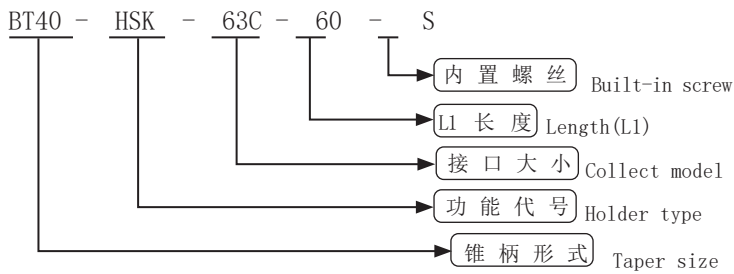 BT40 - HSK - 63C - 60 - S
内置螺丝 Built-in screw
L1 长度 Length(L1)
接口大小 Collect model
功能代号 Holder type
锥柄形式 Taper size